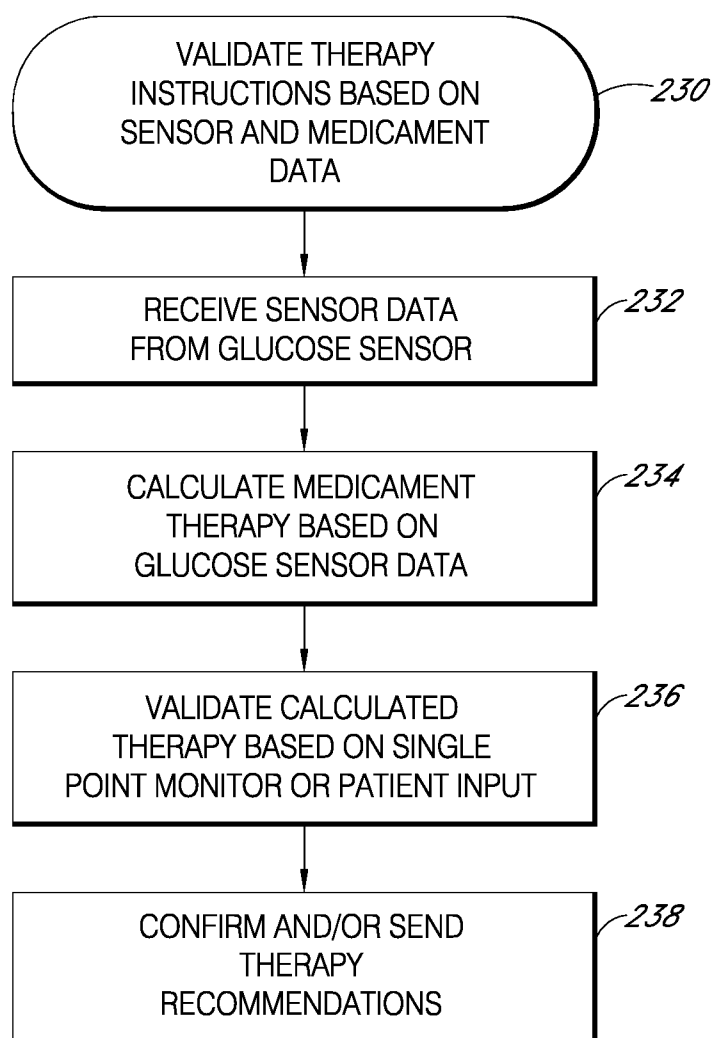 VALIDATE THERAPY
INSTRUCTIONS BASED ON
SENSOR AND MEDICAMENT
DATA
230
RECEIVE SENSOR DATA
FROM GLUCOSE SENSOR
232
CALCULATE MEDICAMENT
THERAPY BASED ON
GLUCOSE SENSOR DATA
234
VALIDATE CALCULATED
THERAPY BASED ON SINGLE
POINT MONITOR OR PATIENT INPUT
236
CONFIRM AND/OR SEND
THERAPY
RECOMMENDATIONS
238